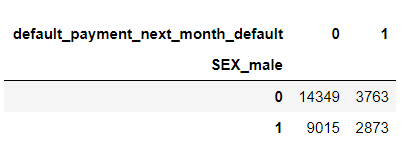 default_payment_next_month_default 0 1
SEX_male
0 14349 3763
1 9015 2873